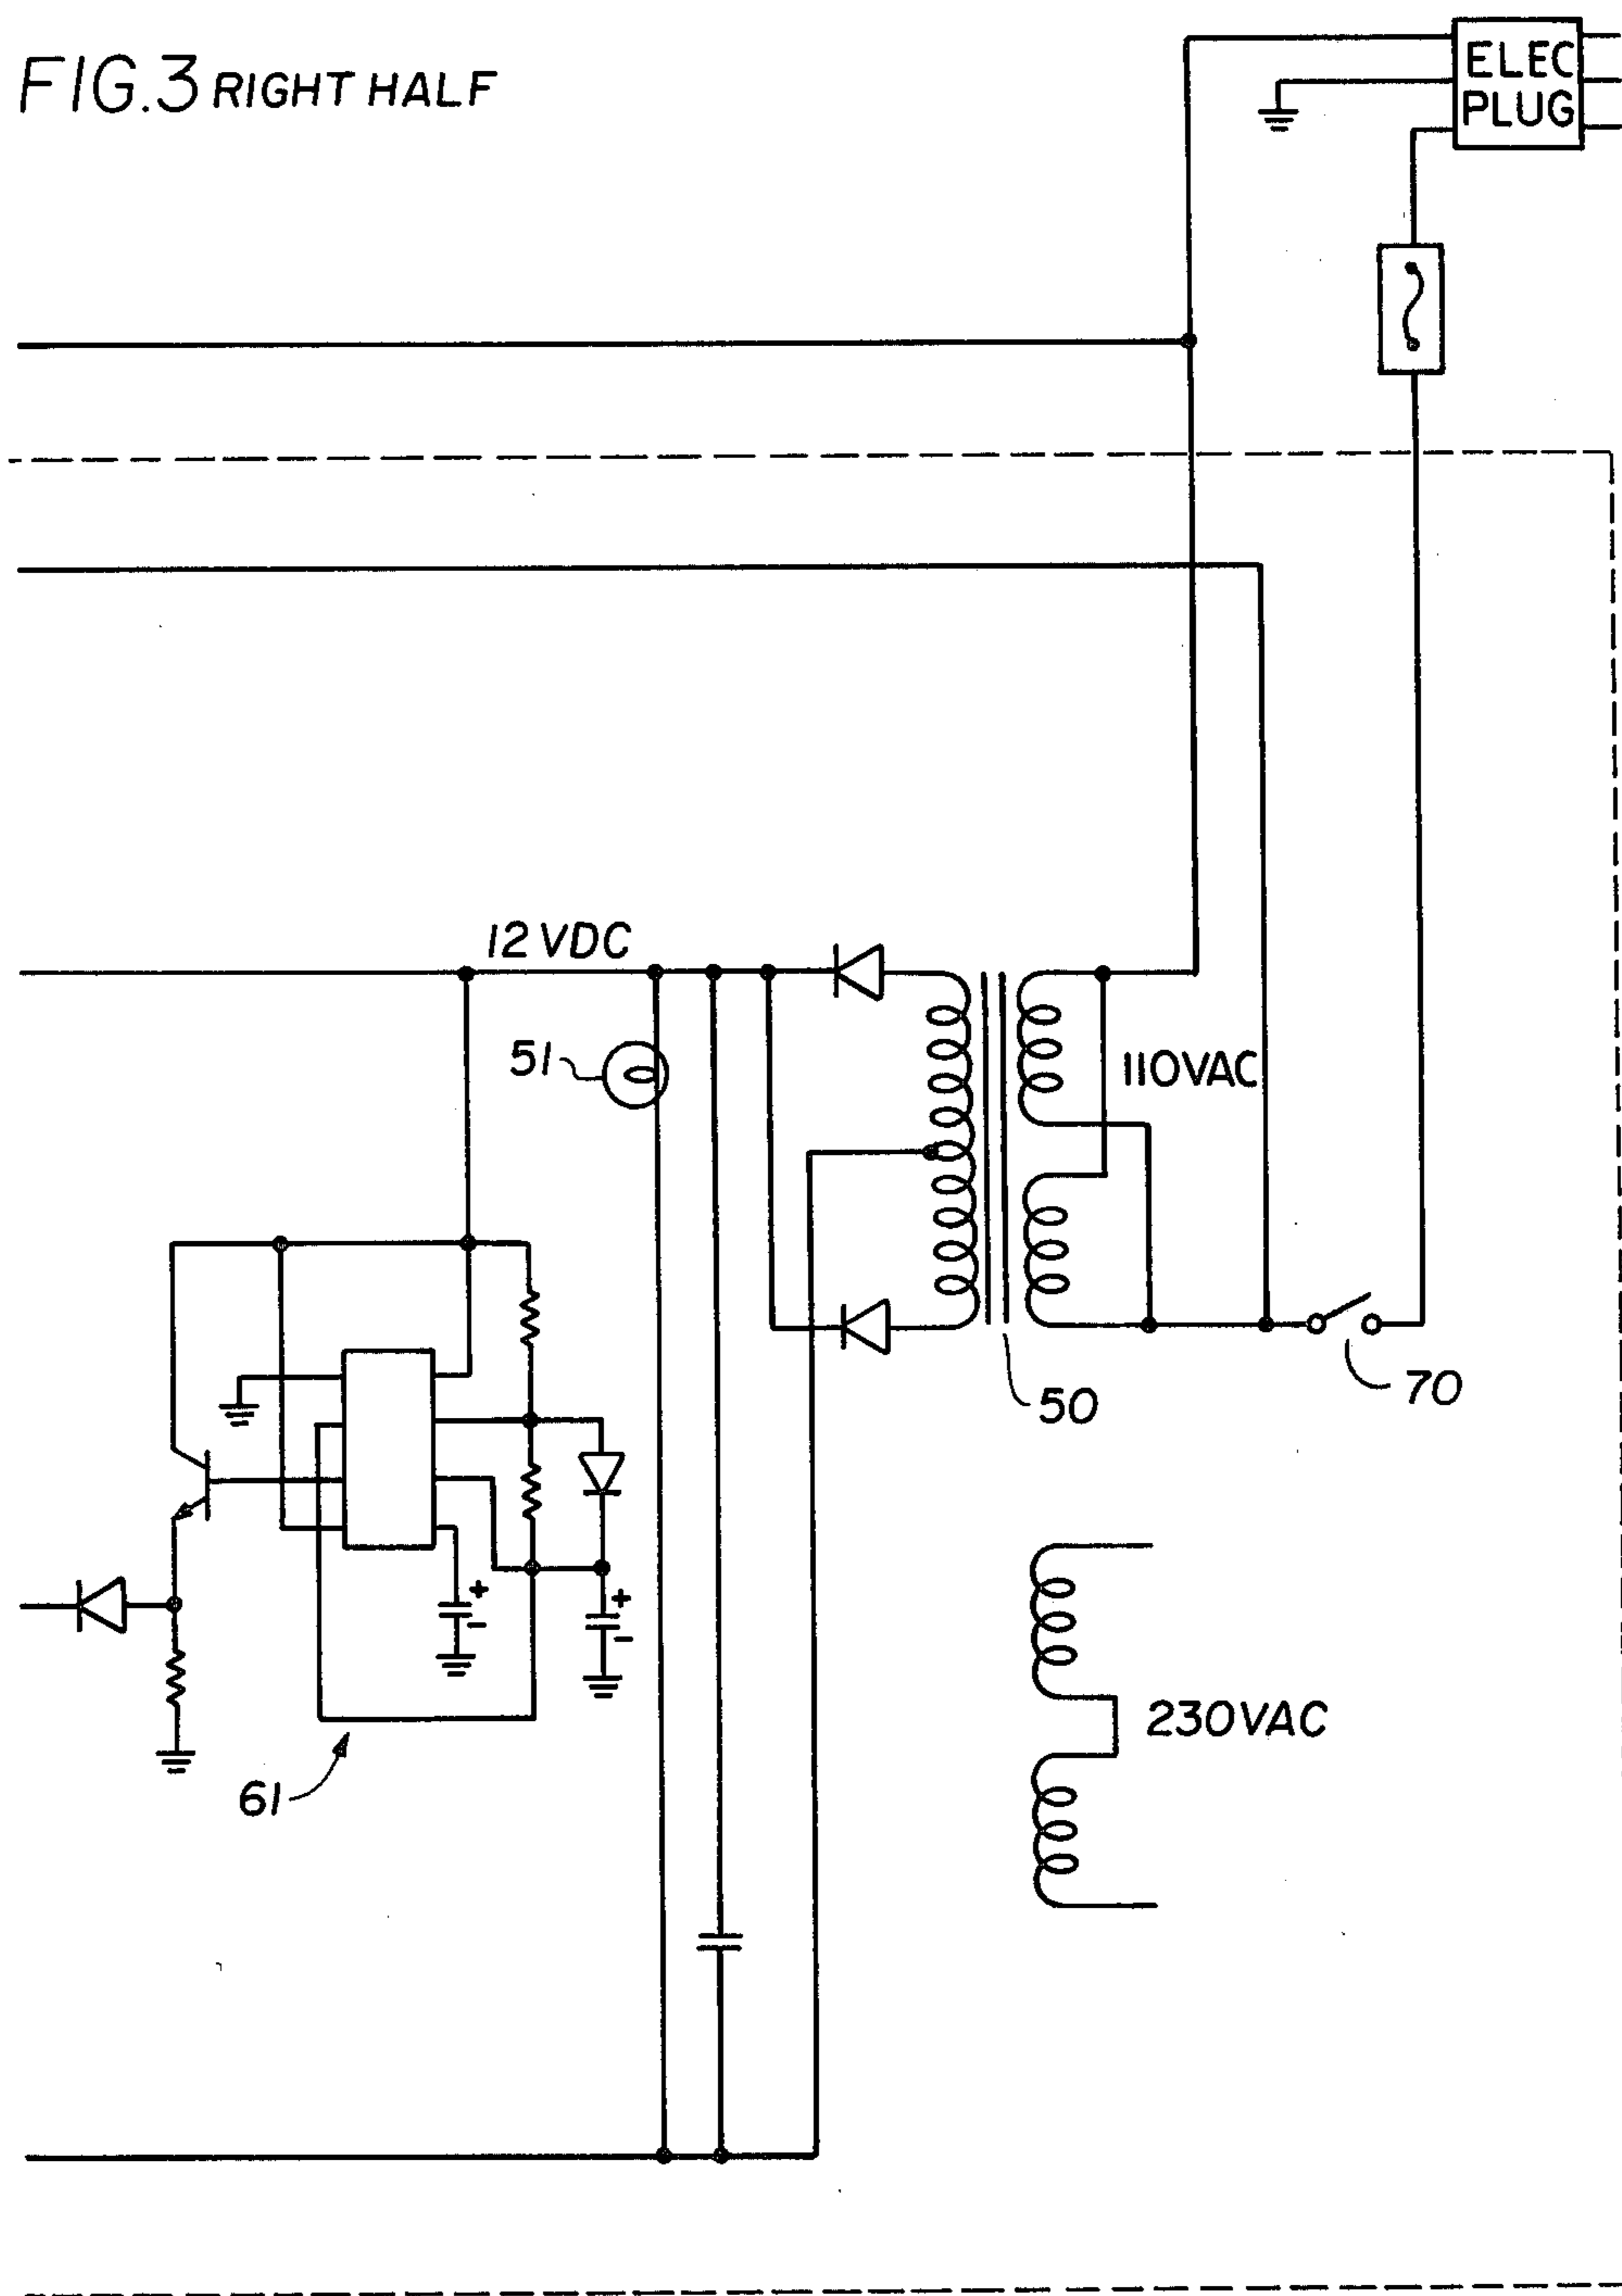 FIG.3 RIGHT HALF
ELEC
PLUG
12 VDC
51
110VAC
50
70
+
-
+
-
230VAC
61